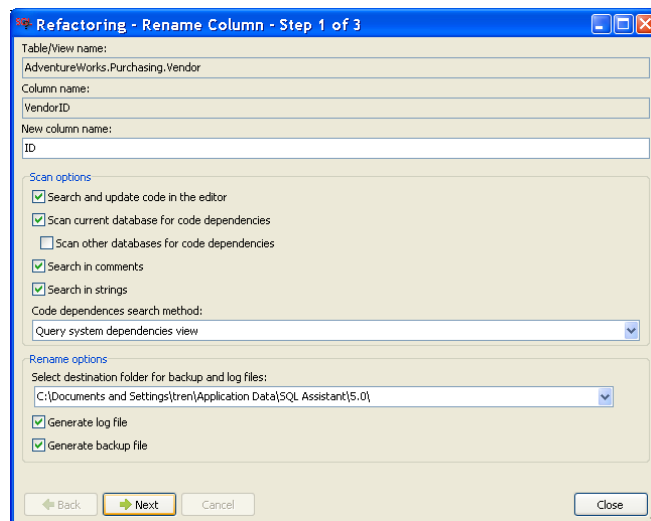 Refactoring - Rename Column - Step 1 of 3
Table/View name:
AdventureWorks.Purchasing.Vendor
Column name:
VendorID
New column name:
ID
Scan options
Search and update code in the editor
Scan current database for code dependencies
Scan other databases for code dependencies
Search in comments
Search in strings
Code dependences search method:
Query system dependencies view
Rename options
Select destination folder for backup and log files:
C:\Documents and Settings\tren\Application Data\SQL Assistant\5.0\
Generate log file
Generate backup file
Back Next Cancel Close